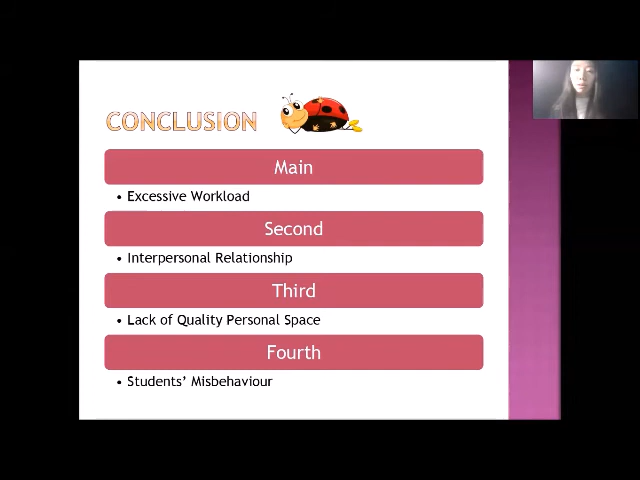 CONCLUSION
Main
• Excessive Workload
Second
• Interpersonal Relationship
Third
• Lack of Quality Personal Space
Fourth
• Students’ Misbehaviour